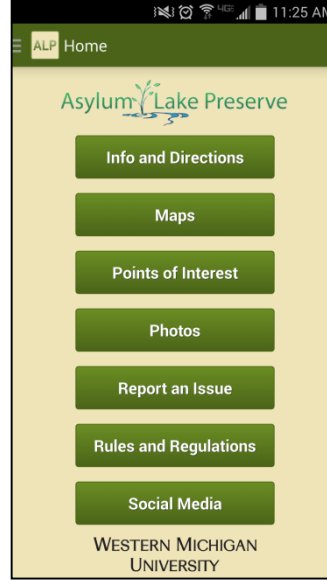 4GE 11:25 AM
ALP Home
Asylum Lake Preserve
Info and Directions
Maps
Points of Interest
Photos
Report an Issue
Rules and Regulations
Social Media
WESTERN MICHIGAN
UNIVERSITY